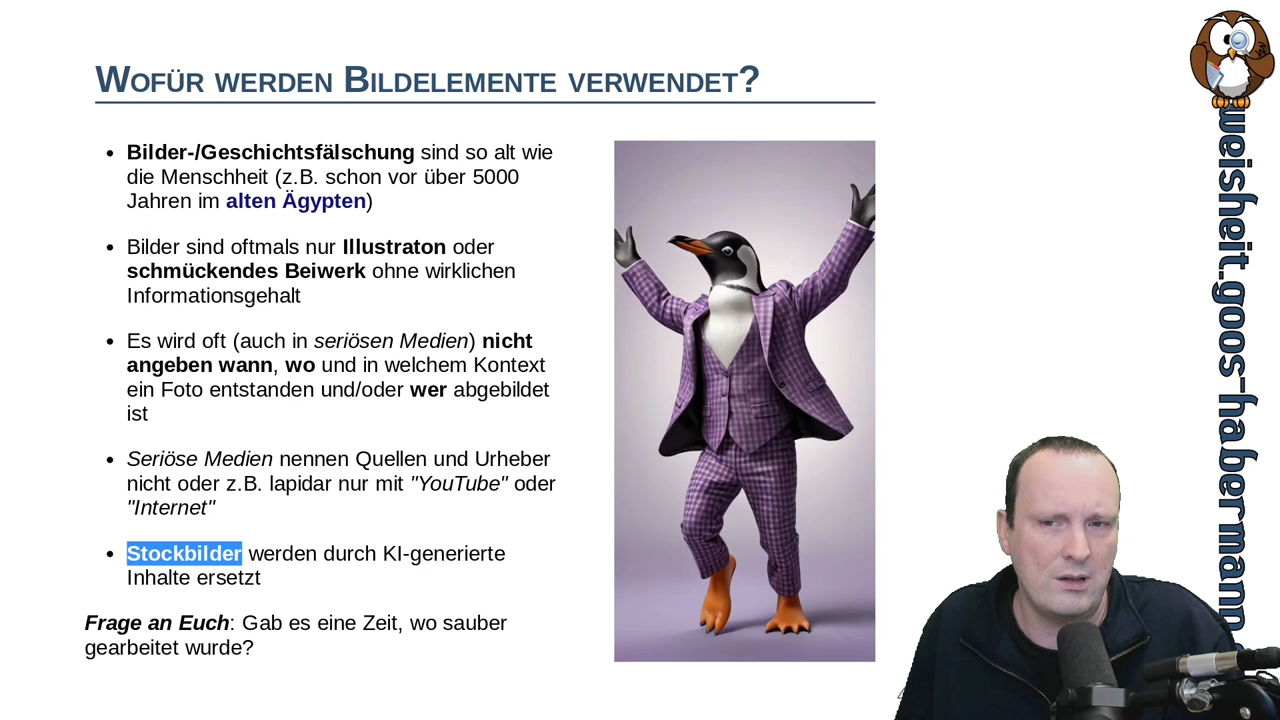 WOFÜR WERDEN BILDELEMENTE VERWENDET?
• Bilder-/Geschichtsfälschung sind so alt wie
die Menschheit (z.B. schon vor über 5000
Jahren im alten Ägypten)
• Bilder sind oftmals nur Illustraton oder
schmückendes Beiwerk ohne wirklichen
Informationsgehalt
• Es wird oft (auch in seriösen Medien) nicht
angeben wann, wo und in welchem Kontext
ein Foto entstanden und/oder wer abgebildet
ist
• Seriöse Medien nennen Quellen und Urheber
nicht oder z.B. lapidar nur mit "YouTube" oder
"Internet"
• Stockbilder werden durch KI-generierte
Inhalte ersetzt
Frage an Euch: Gab es eine Zeit, wo sauber
gearbeitet wurde?
weisheit.goos-habermann